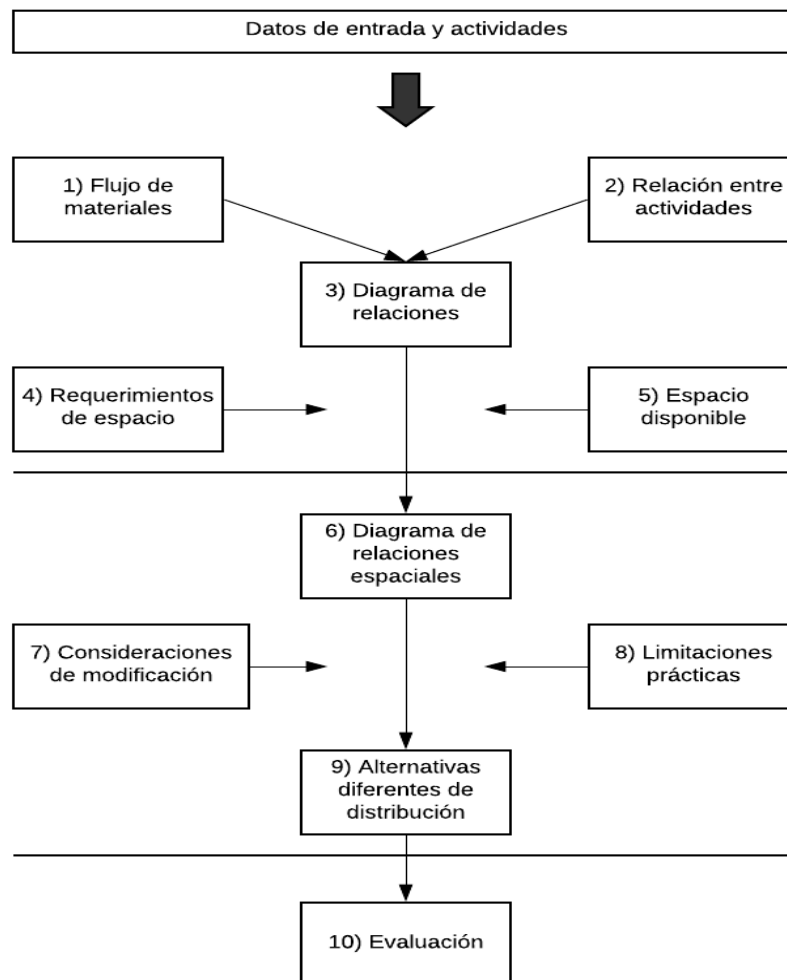 Datos de entrada y actividades
1) Flujo de
materiales
2) Relación entre
actividades
3) Diagrama de
relaciones
4) Requerimientos
de espacio
5) Espacio
disponible
6) Diagrama de
relaciones
espaciales
7) Consideraciones
de modificación
8) Limitaciones
prácticas
9) Alternativas
diferentes de
distribución
10) Evaluación